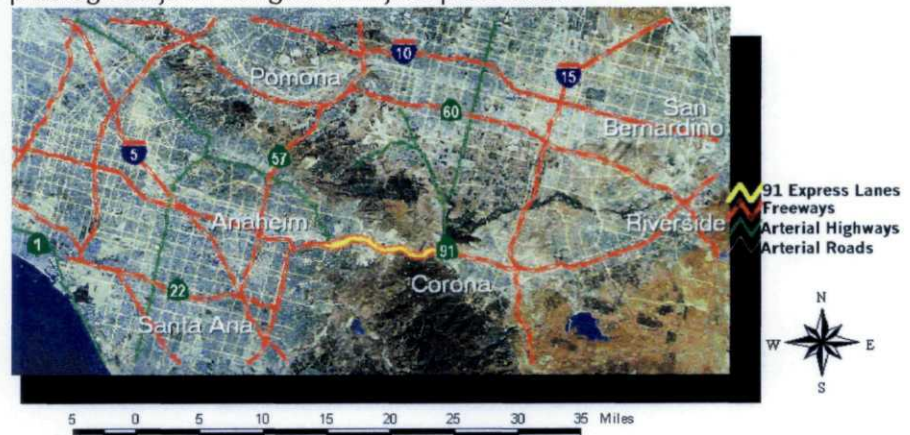 10
15
Pomona
60
San
Bernardino
5
57
91 Express Lanes
Freeways
Arterial Highways
Arterial Roads
Anaheim
Riverside
1
91
Corona
22
Santa Ana
N
W E
S
5 0 5 10 15 20 25 30 35 Miles